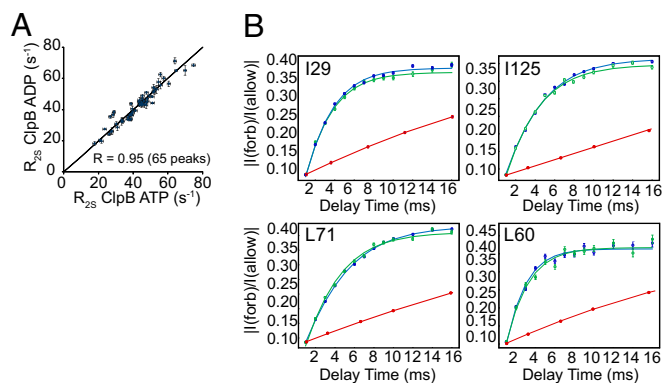 A
R2S ClpB ADP (s-1)
80
60
40
20
0
0 20 40 60 80
R = 0.95 (65 peaks)
R2S ClpB ATP (s-1)
B
|I(forb)/I(allow)|
0.40
0.35
0.30
0.25
0.20
0.15
0.10
I29
2 4 6 8 10 12 14 16
Delay Time (ms)
0.35
0.30
0.25
0.20
0.15
0.10
I125
2 4 6 8 10 12 14 16
Delay Time (ms)
|I(forb)/I(allow)|
0.40
0.35
0.30
0.25
0.20
0.15
0.10
L71
2 4 6 8 10 12 14 16
Delay Time (ms)
0.40
0.35
0.30
0.25
0.20
0.15
0.10
L60
2 4 6 8 10 12 14 16
Delay Time (ms)